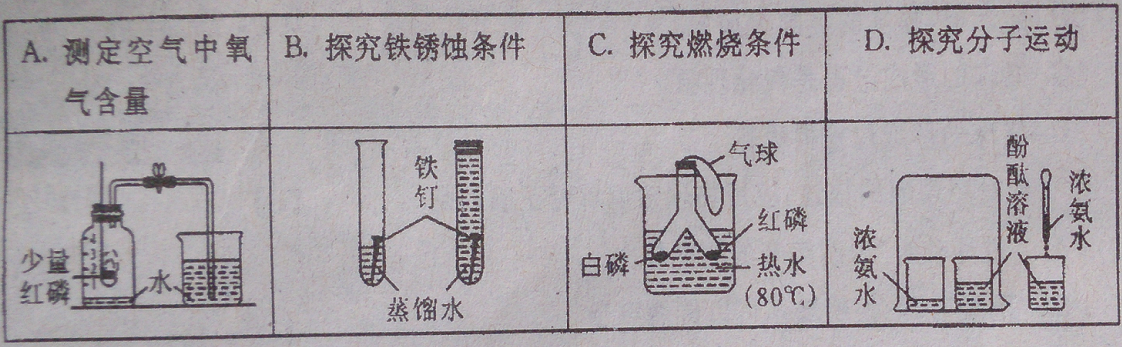 A. 测定空气中氧
气含量
B. 探究铁锈蚀条件
C. 探究燃烧条件
D. 探究分子运动
少量
红磷
水
铁
钉
蒸馏水
气球
白磷
红磷
热水
(80℃)
浓
氨
水
酚
酞
溶
液
浓
氨
水